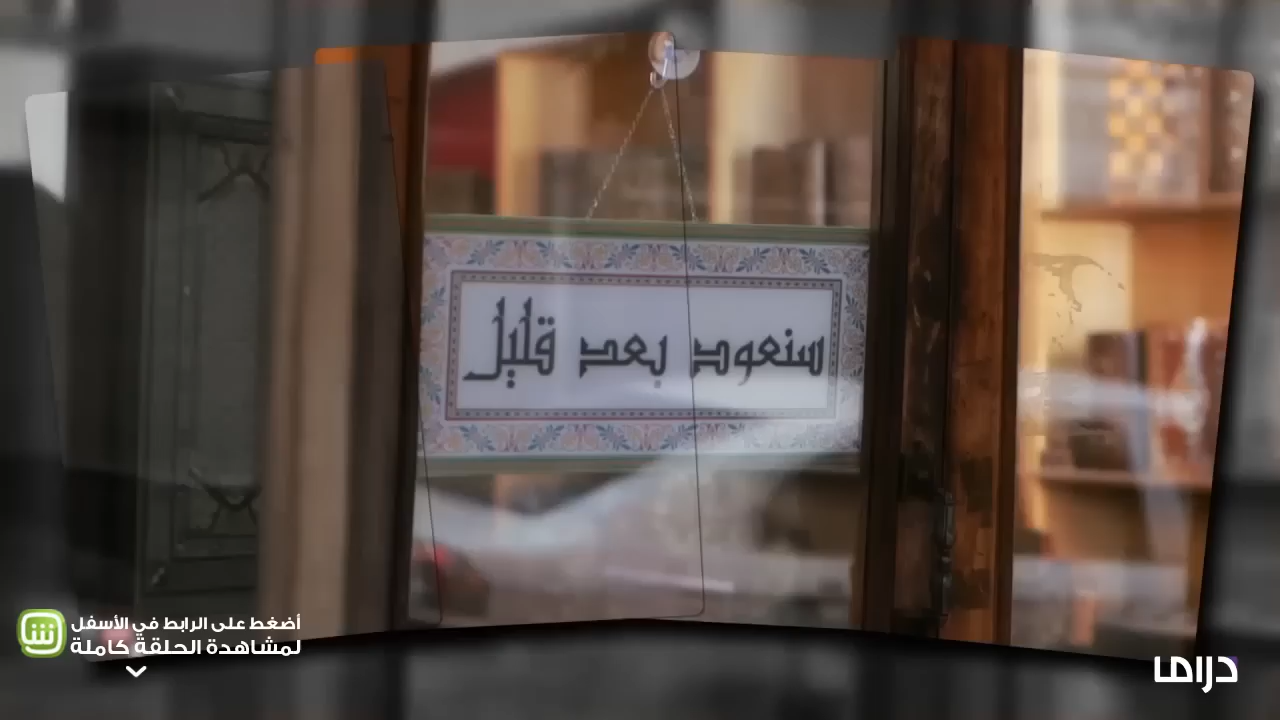 سنعود بعد قليل
أضغط على الرابط في الأسفل
لمشاهدة الحلقة كاملة
دراما